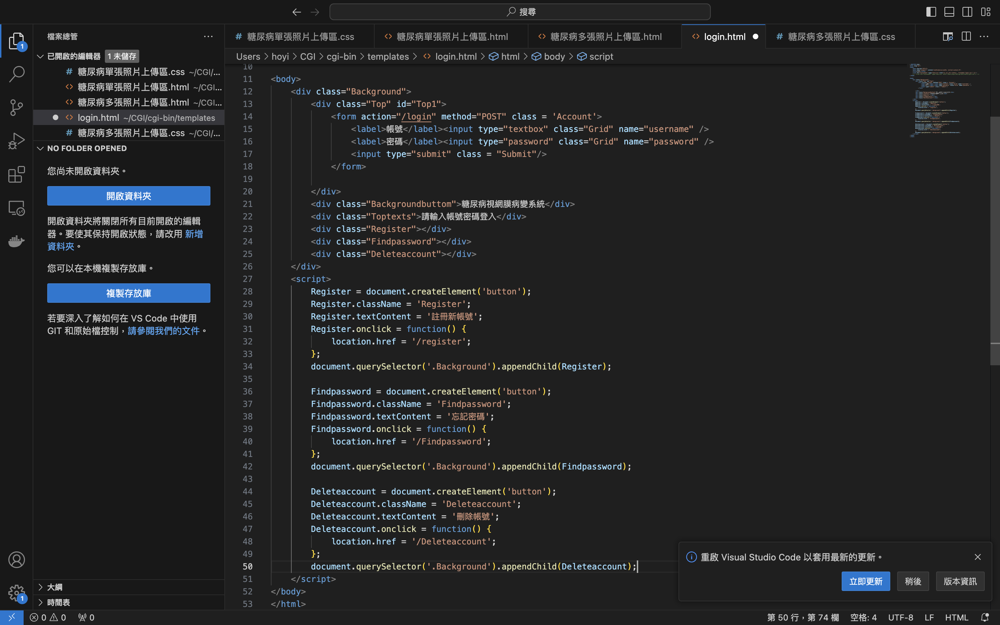 搜尋
檔案總管
已開啟的編輯器 1 未儲存
# 糖尿病單張照片上傳區.css ~/CGI/...
<> 糖尿病單張照片上傳區.html ~/CGI...
<> 糖尿病多張照片上傳區.html ~/CGI...
<> login.html ~/CGI/cgi-bin/templates
# 糖尿病多張照片上傳區.css ~/CGI/...
NO FOLDER OPENED
您尚未開啟資料夾。
開啟資料夾
開啟資料夾將關閉所有目前開啟的編輯
器。要使其保持開啟狀態,請改用 新增
資料夾。
您可以在本機複製存放庫。
複製存放庫
若要深入了解如何在 VS Code 中使用
GIT 和原始檔控制,請參閱我們的文件。
大綱
時間表
# 糖尿病單張照片上傳區.css
<> 糖尿病單張照片上傳區.html
<> 糖尿病多張照片上傳區.html
<> login.html
# 糖尿病多張照片上傳區.css
Users > hoyi > CGI > cgi-bin > templates > <> login.html > html > body > script
10
11 <body>
12 <div class="Background">
13 <div class="Top" id="Top1">
14 <form action="/login" method="POST" class = 'Account'>
15 <label>帳號</label><input type="textbox" class="Grid" name="username" />
16 <label>密碼</label><input type="password" class="Grid" name="password" />
17 <input type="submit" class = "Submit"/>
18 </form>
19
20 </div>
21 <div class="Backgroundbuttom">糖尿病視網膜病變系統</div>
22 <div class="Toptexts">請輸入帳號密碼登入</div>
23 <div class="Register"></div>
24 <div class="Findpassword"></div>
25 <div class="Deleteaccount"></div>
26 </div>
27 <script>
28 Register = document.createElement('button');
29 Register.className = 'Register';
30 Register.textContent = '註冊新帳號';
31 Register.onclick = function() {
32 location.href = '/register';
33 };
34 document.querySelector('.Background').appendChild(Register);
35
36 Findpassword = document.createElement('button');
37 Findpassword.className = 'Findpassword';
38 Findpassword.textContent = '忘記密碼';
39 Findpassword.onclick = function() {
40 location.href = '/Findpassword';
41 };
42 document.querySelector('.Background').appendChild(Findpassword);
43
44 Deleteaccount = document.createElement('button');
45 Deleteaccount.className = 'Deleteaccount';
46 Deleteaccount.textContent = '刪除帳號';
47 Deleteaccount.onclick = function() {
48 location.href = '/Deleteaccount';
49 };
50 document.querySelector('.Background').appendChild(Deleteaccount);
51 </script>
52 </body>
53 </html>
重啟 Visual Studio Code 以套用最新的更新。
立即更新 稍後 版本資訊
1
1
0 0 0
第 50 行,第 74 欄 空格: 4 UTF-8 LF HTML